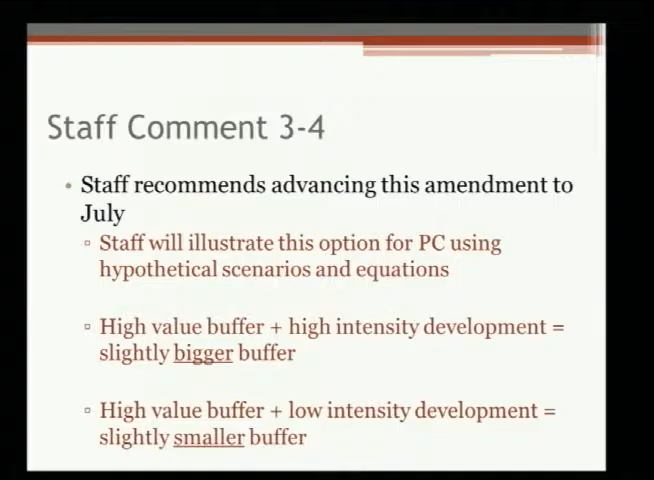 Staff Comment 3-4
• Staff recommends advancing this amendment to
July
▫ Staff will illustrate this option for PC using
hypothetical scenarios and equations
▫ High value buffer + high intensity development =
slightly bigger buffer
▫ High value buffer + low intensity development =
slightly smaller buffer